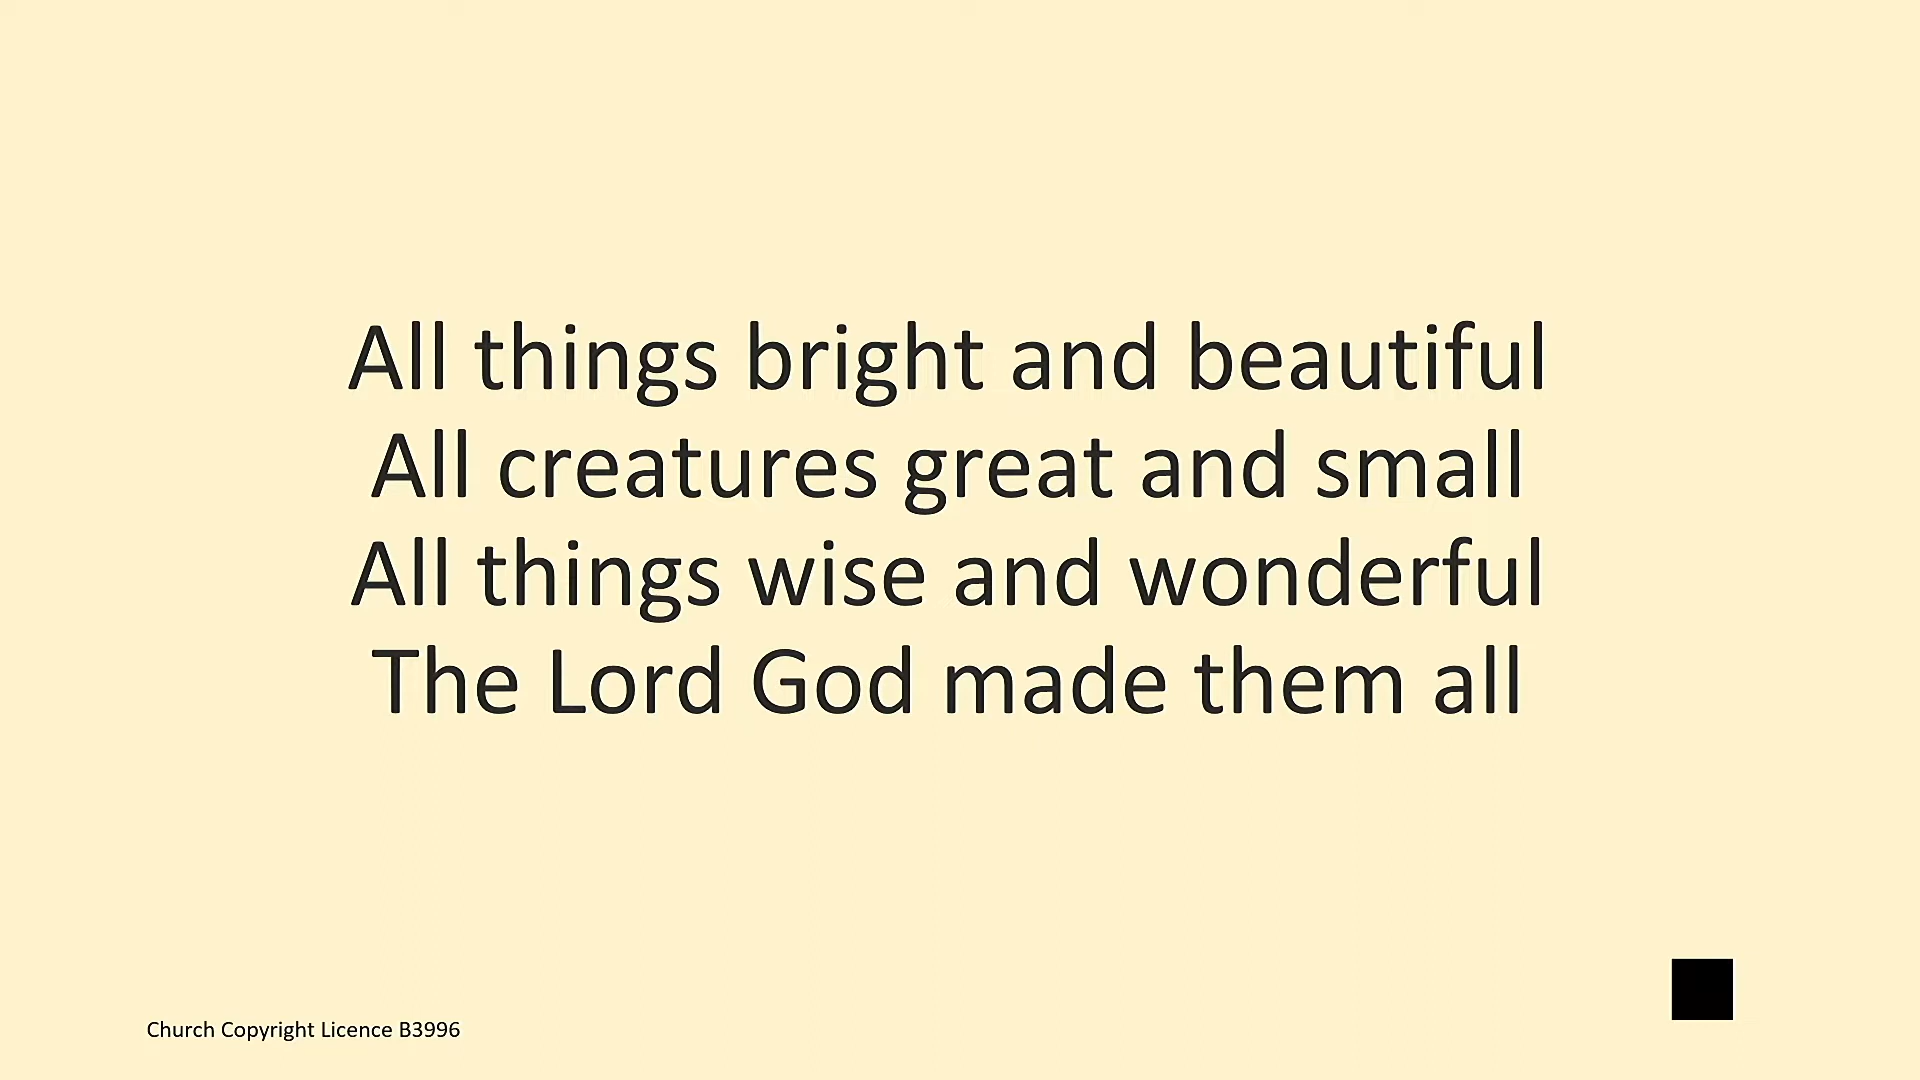 All things bright and beautiful
All creatures great and small
All things wise and wonderful
The Lord God made them all
Church Copyright Licence B3996